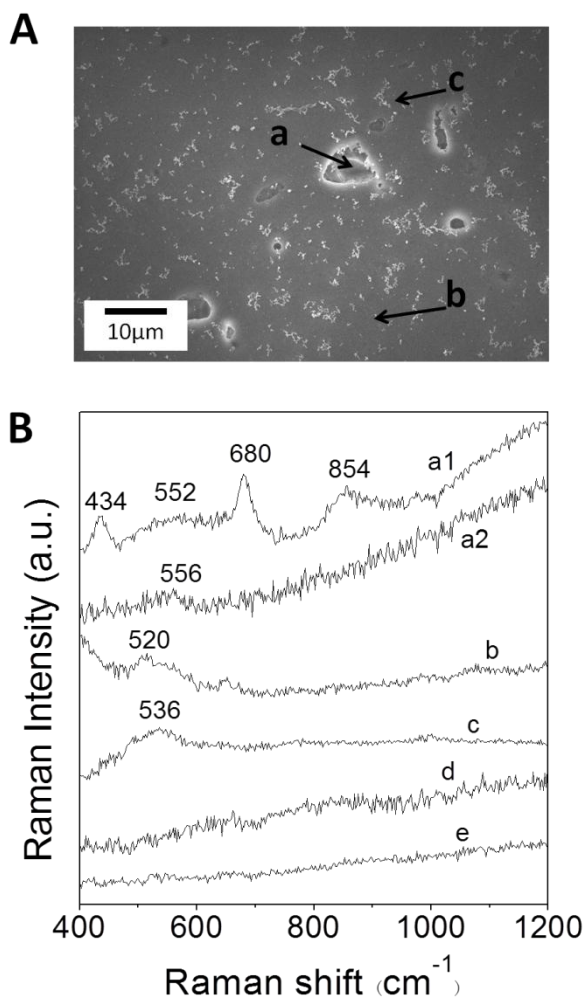 A
c
a
b
10μm
B
680
854
a1
434
552
a2
556
520
b
536
c
d
e
400
600
800
1000
1200
Raman Intensity (a.u.)
Raman shift (cm⁻¹)